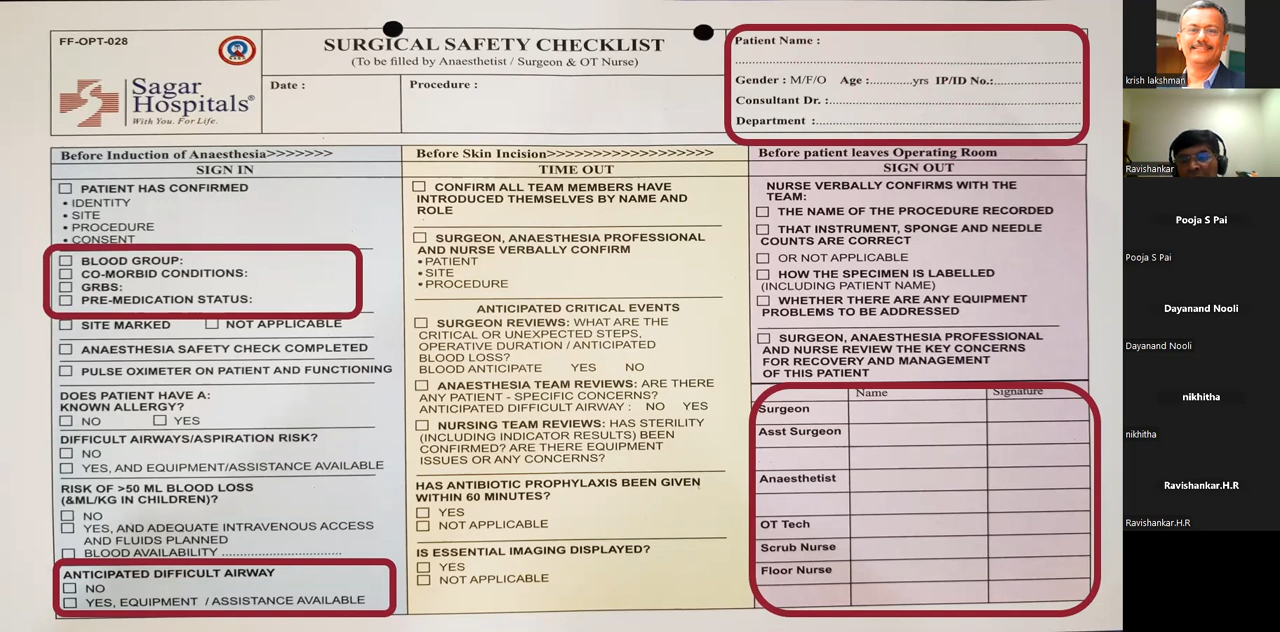 FF-OPT-028
Sagar
Hospitals®
With You. For Life.
SURGICAL SAFETY CHECKLIST
(To be filled by Anaesthetist / Surgeon & OT Nurse)
Date :
Procedure :
Patient Name :
Gender : M/F/O Age :............yrs IP/ID No.:......................
Consultant Dr. :......................
Department :......................
Before Induction of Anaesthesia>>>>>>>
SIGN IN
PATIENT HAS CONFIRMED
• IDENTITY
• SITE
• PROCEDURE
• CONSENT
BLOOD GROUP:
CO-MORBID CONDITIONS:
GRBS:
PRE-MEDICATION STATUS:
SITE MARKED NOT APPLICABLE
ANAESTHESIA SAFETY CHECK COMPLETED
PULSE OXIMETER ON PATIENT AND FUNCTIONING
DOES PATIENT HAVE A:
KNOWN ALLERGY?
NO YES
DIFFICULT AIRWAYS/ASPIRATION RISK?
NO
YES, AND EQUIPMENT/ASSISTANCE AVAILABLE
RISK OF >50 ML BLOOD LOSS
(&ML/KG IN CHILDREN)?
NO
YES, AND ADEQUATE INTRAVENOUS ACCESS
AND FLUIDS PLANNED
BLOOD AVAILABILITY ..............................
ANTICIPATED DIFFICULT AIRWAY
NO
YES, EQUIPMENT / ASSISTANCE AVAILABLE
Before Skin Incision>>>>>>>>>>>>>>>>>>
TIME OUT
CONFIRM ALL TEAM MEMBERS HAVE
INTRODUCED THEMSELVES BY NAME AND
ROLE
SURGEON, ANAESTHESIA PROFESSIONAL
AND NURSE VERBALLY CONFIRM
• PATIENT
• SITE
• PROCEDURE
ANTICIPATED CRITICAL EVENTS
SURGEON REVIEWS: WHAT ARE THE
CRITICAL OR UNEXPECTED STEPS,
OPERATIVE DURATION / ANTICIPATED
BLOOD LOSS?
BLOOD ANTICIPATE YES NO
ANAESTHESIA TEAM REVIEWS: ARE THERE
ANY PATIENT - SPECIFIC CONCERNS?
ANTICIPATED DIFFICULT AIRWAY : NO YES
NURSING TEAM REVIEWS: HAS STERILITY
(INCLUDING INDICATOR RESULTS) BEEN
CONFIRMED? ARE THERE EQUIPMENT
ISSUES OR ANY CONCERNS?
HAS ANTIBIOTIC PROPHYLAXIS BEEN GIVEN
WITHIN 60 MINUTES?
YES
NOT APPLICABLE
IS ESSENTIAL IMAGING DISPLAYED?
YES
NOT APPLICABLE
Before patient leaves Operating Room
SIGN OUT
NURSE VERBALLY CONFIRMS WITH THE
TEAM:
THE NAME OF THE PROCEDURE RECORDED
THAT INSTRUMENT, SPONGE AND NEEDLE
COUNTS ARE CORRECT
OR NOT APPLICABLE
HOW THE SPECIMEN IS LABELLED
(INCLUDING PATIENT NAME)
WHETHER THERE ARE ANY EQUIPMENT
PROBLEMS TO BE ADDRESSED
SURGEON, ANAESTHESIA PROFESSIONAL
AND NURSE REVIEW THE KEY CONCERNS
FOR RECOVERY AND MANAGEMENT
OF THIS PATIENT
Name Signature
Surgeon
Asst Surgeon
Anaesthetist
OT Tech
Scrub Nurse
Floor Nurse
krish lakshman
Ravishankar
Pooja S Pai
Pooja S Pai
Dayanand Nooli
Dayanand Nooli
nikhitha
nikhitha
Ravishankar.H.R
Ravishankar.H.R